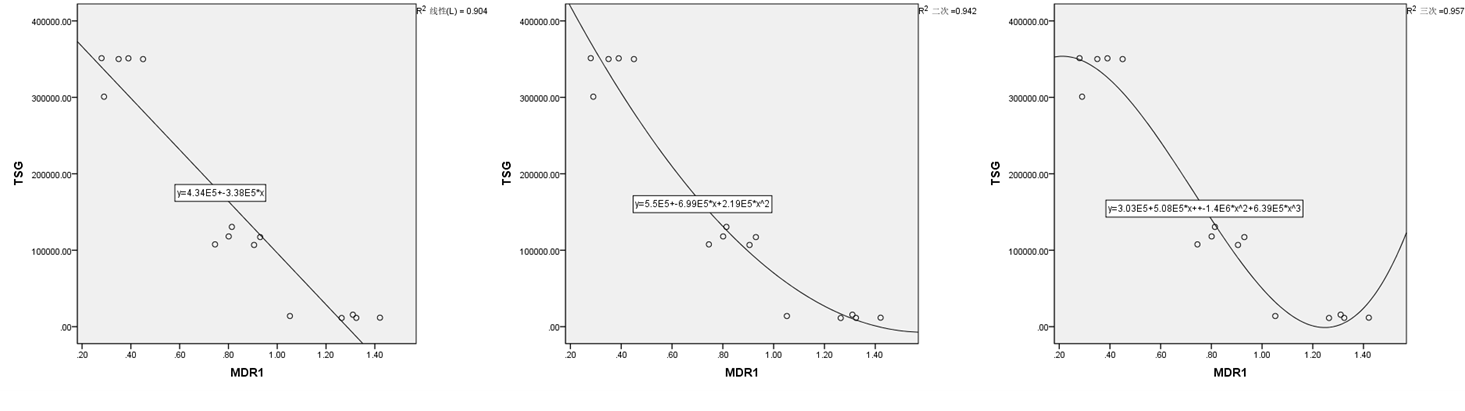 R² 线性(L) = 0.904
400000.00
300000.00
200000.00
100000.00
.00
TSG
y=4.34E5+-3.38E5*x
.20 .40 .60 .80 1.00 1.20 1.40
MDR1
R² 二次 =0.942
400000.00
300000.00
200000.00
100000.00
.00
TSG
y=5.5E5+-6.99E5*x+2.19E5*x^2
.20 .40 .60 .80 1.00 1.20 1.40
MDR1
R² 三次 =0.957
400000.00
300000.00
200000.00
100000.00
.00
TSG
y=3.03E5+5.08E5*x++-1.4E6*x^2+6.39E5*x^3
.20 .40 .60 .80 1.00 1.20 1.40
MDR1